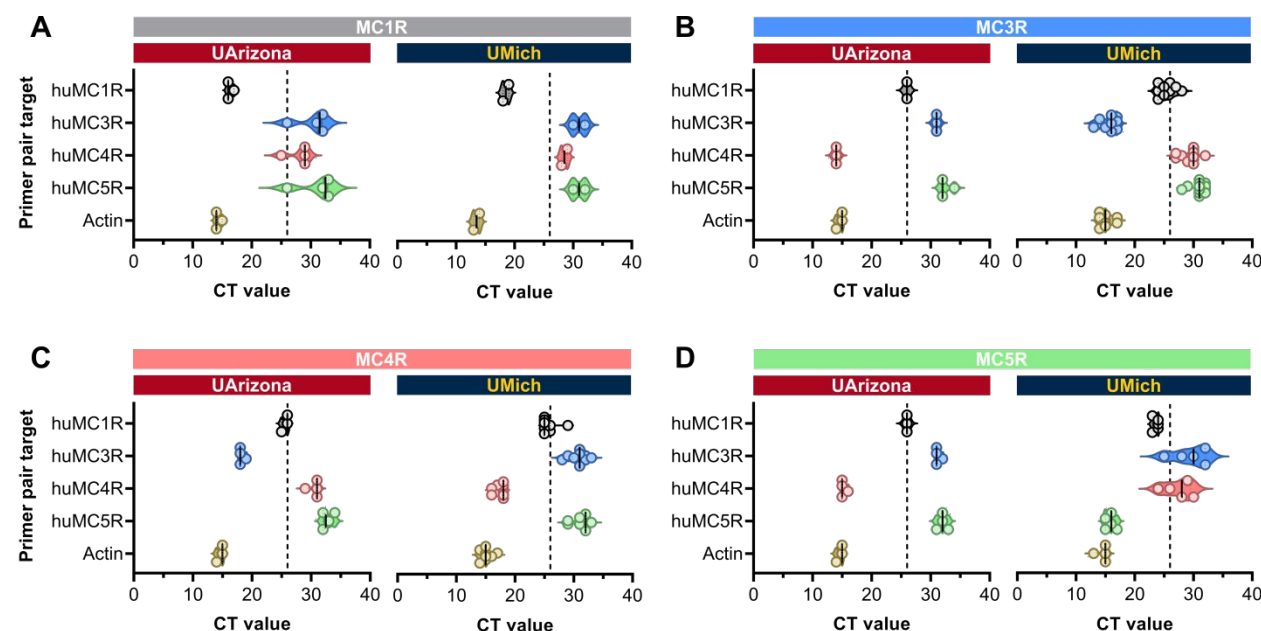 A
MC1R
UArizona
UMich
Primer pair target
huMC1R
huMC3R
huMC4R
huMC5R
Actin
0 10 20 30 40
0 10 20 30 40
CT value
CT value
B
MC3R
UArizona
UMich
huMC1R
huMC3R
huMC4R
huMC5R
Actin
0 10 20 30 40
0 10 20 30 40
CT value
CT value
C
MC4R
UArizona
UMich
Primer pair target
huMC1R
huMC3R
huMC4R
huMC5R
Actin
0 10 20 30 40
0 10 20 30 40
CT value
CT value
D
MC5R
UArizona
UMich
huMC1R
huMC3R
huMC4R
huMC5R
Actin
0 10 20 30 40
0 10 20 30 40
CT value
CT value